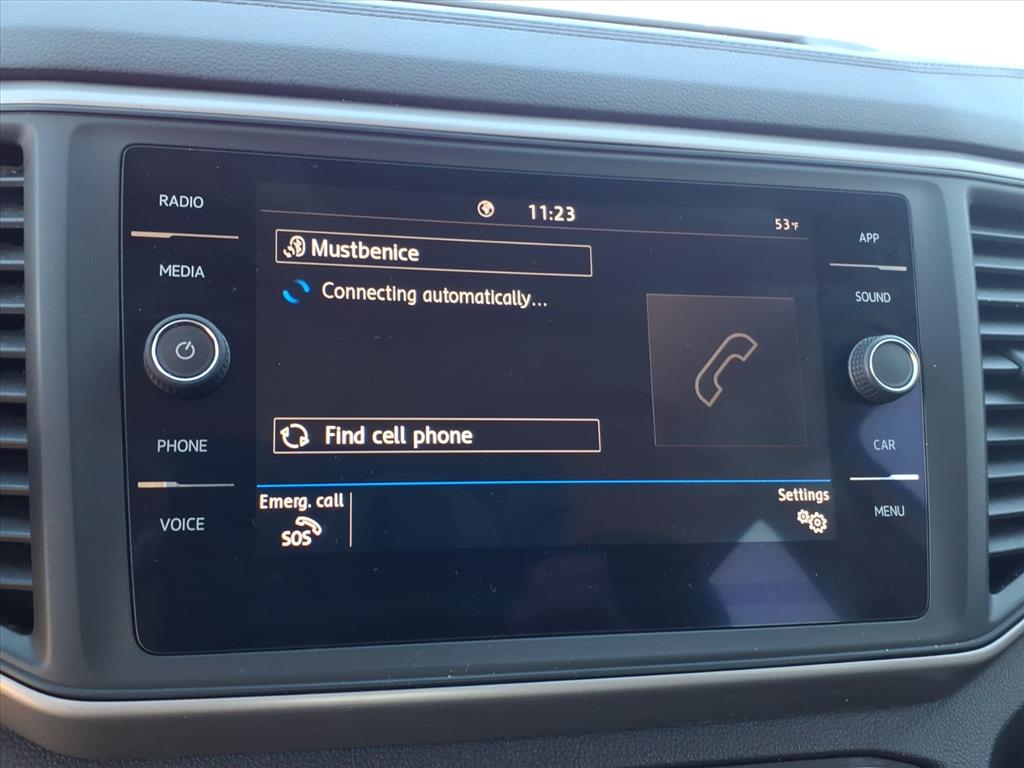 RADIO
MEDIA
PHONE
VOICE
11:23
53°F
Mustbenice
Connecting automatically...
Find cell phone
Emerg. call
SOS
Settings
APP
SOUND
CAR
MENU